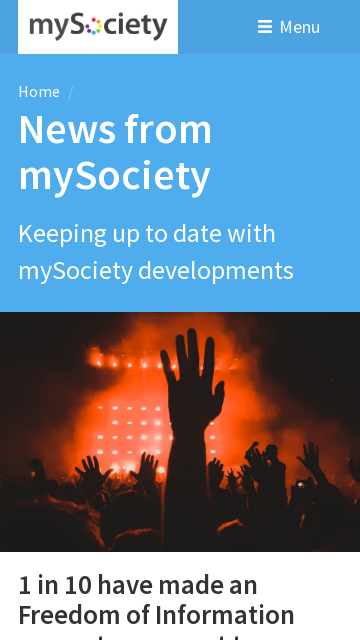 mySociety
Menu
Home /
News from
mySociety
Keeping up to date with
mySociety developments
1 in 10 have made an
Freedom of Information